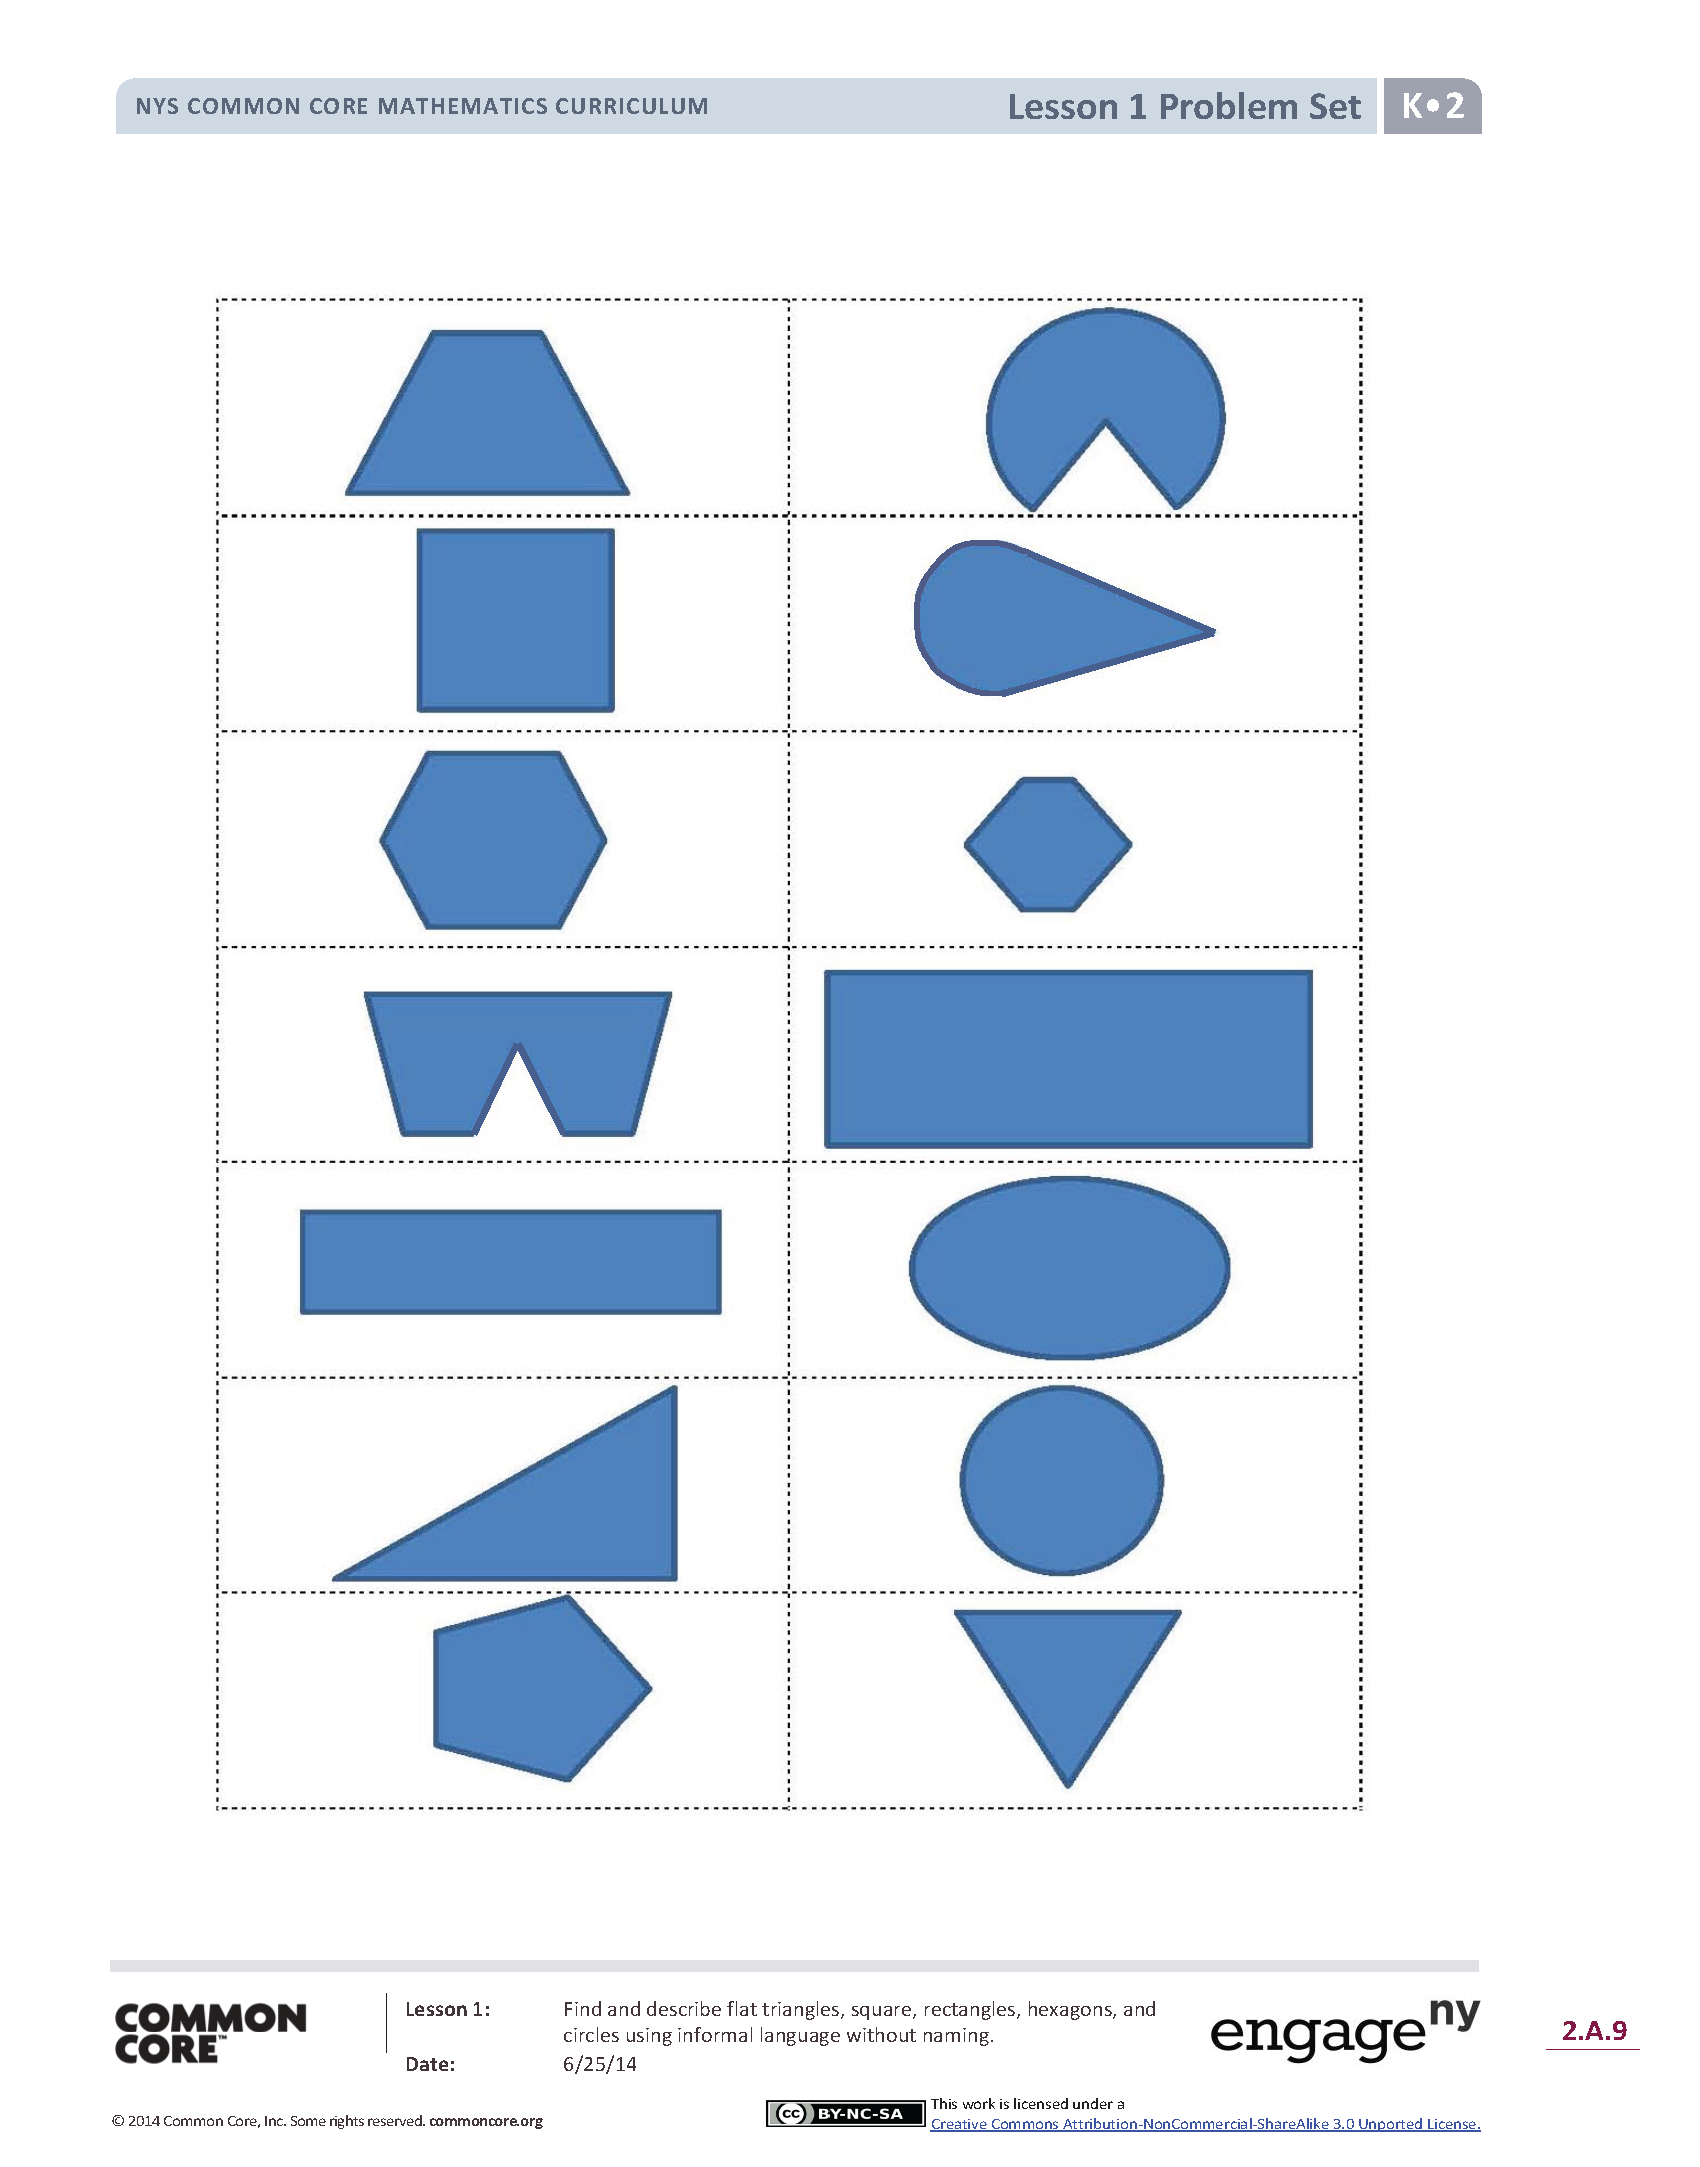 NYS COMMON CORE MATHEMATICS CURRICULUM
Lesson 1 Problem Set
K•2
COMMON
CORE™
Lesson 1:
Find and describe flat triangles, square, rectangles, hexagons, and
circles using informal language without naming.
Date:
6/25/14
engage ny
2.A.9
© 2014 Common Core, Inc. Some rights reserved. commoncore.org
cc BY-NC-SA
This work is licensed under a
Creative Commons Attribution-NonCommercial-ShareAlike 3.0 Unported License.